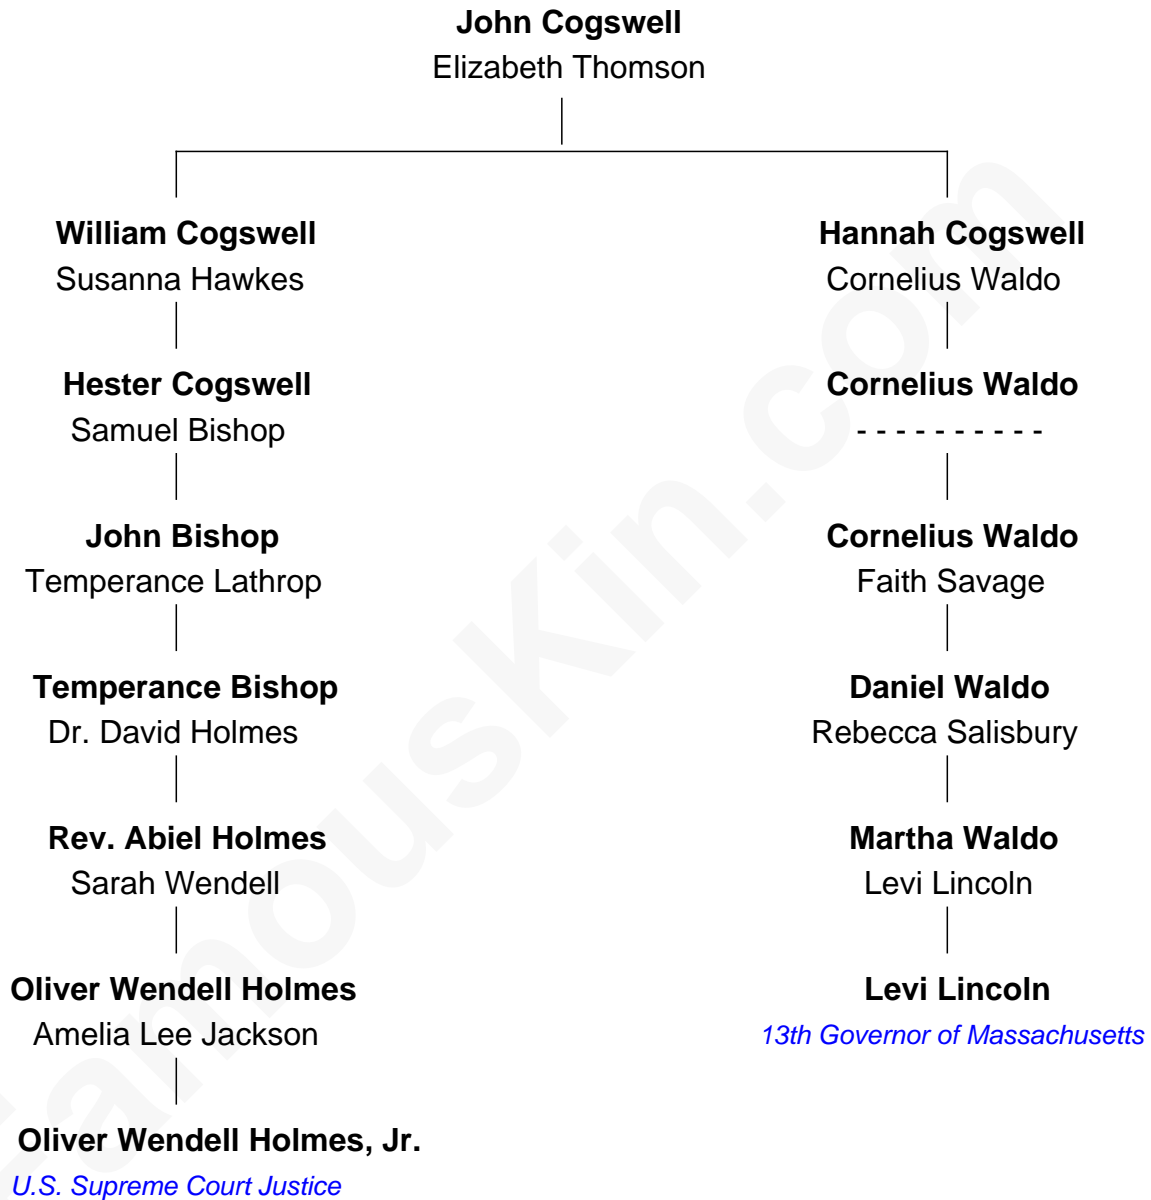 John Cogswell
Elizabeth Thomson
William Cogswell
Susanna Hawkes
Hannah Cogswell
Cornelius Waldo
Hester Cogswell
Samuel Bishop
Cornelius Waldo
- - - - - - - - - -
John Bishop
Temperance Lathrop
Cornelius Waldo
Faith Savage
Temperance Bishop
Dr. David Holmes
Daniel Waldo
Rebecca Salisbury
Rev. Abiel Holmes
Sarah Wendell
Martha Waldo
Levi Lincoln
Oliver Wendell Holmes
Amelia Lee Jackson
Levi Lincoln
13th Governor of Massachusetts
Oliver Wendell Holmes, Jr.
U.S. Supreme Court Justice
FamousKin.com